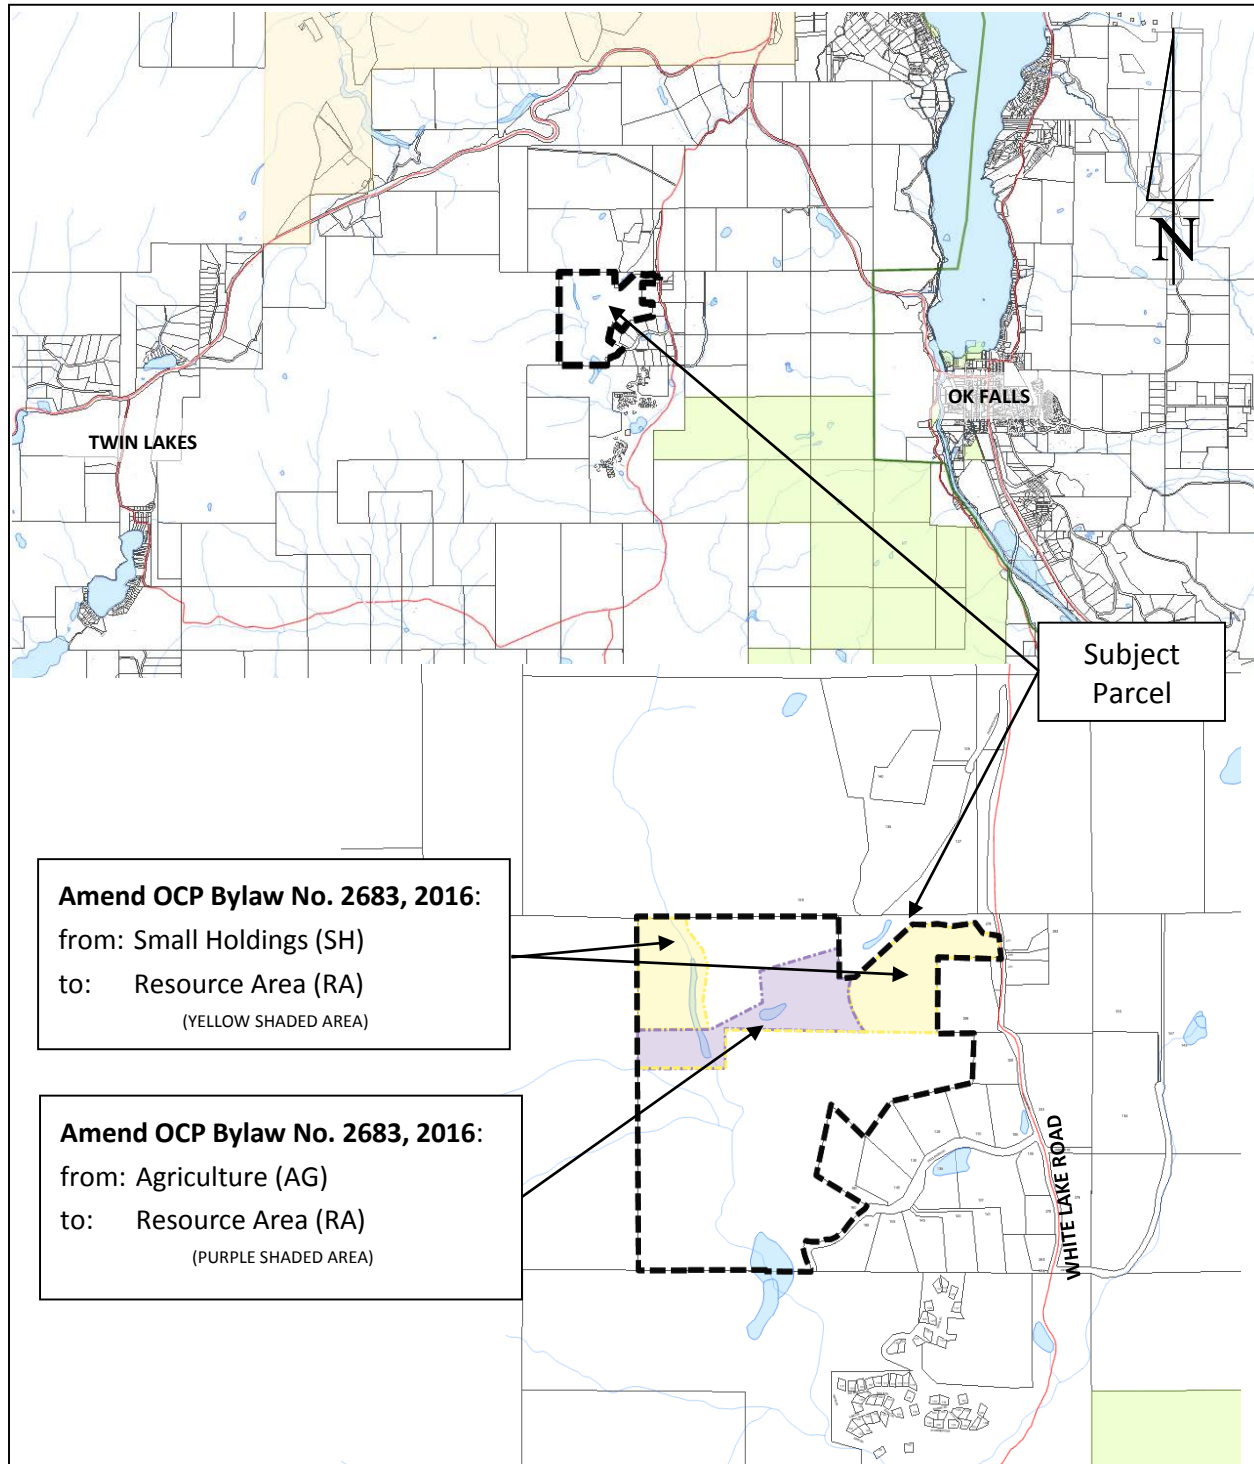 N
OK FALLS
TWIN LAKES
Subject
Parcel
Amend OCP Bylaw No. 2683, 2016:
from: Small Holdings (SH)
to: Resource Area (RA)
(YELLOW SHADED AREA)
Amend OCP Bylaw No. 2683, 2016:
from: Agriculture (AG)
to: Resource Area (RA)
(PURPLE SHADED AREA)
WHITE LAKE ROAD